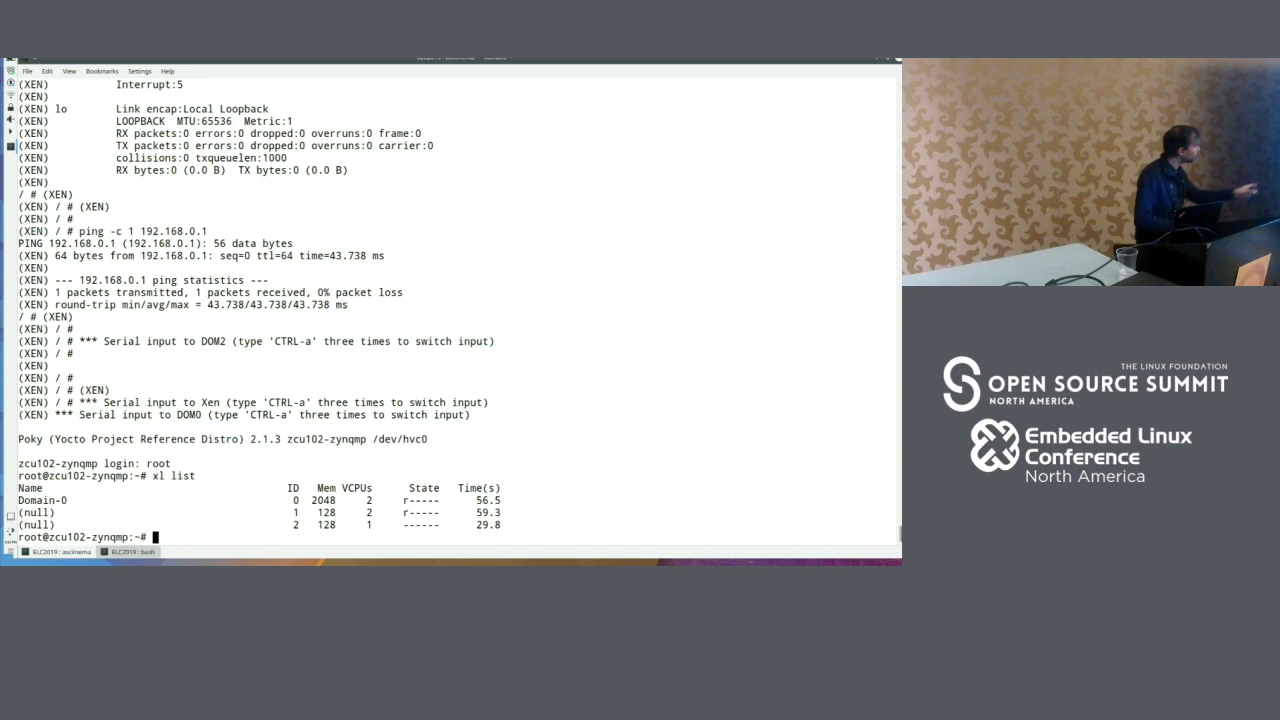 File Edit View Bookmarks Settings Help
(XEN) Interrupt:5
(XEN)
(XEN) lo Link encap:Local Loopback
(XEN) LOOPBACK MTU:65536 Metric:1
(XEN) RX packets:0 errors:0 dropped:0 overruns:0 frame:0
(XEN) TX packets:0 errors:0 dropped:0 overruns:0 carrier:0
(XEN) collisions:0 txqueuelen:1000
(XEN) RX bytes:0 (0.0 B) TX bytes:0 (0.0 B)
(XEN)
/ # (XEN)
(XEN) / # (XEN)
(XEN) / #
(XEN) / # ping -c 1 192.168.0.1
PING 192.168.0.1 (192.168.0.1): 56 data bytes
(XEN) 64 bytes from 192.168.0.1: seq=0 ttl=64 time=43.738 ms
(XEN)
(XEN) --- 192.168.0.1 ping statistics ---
(XEN) 1 packets transmitted, 1 packets received, 0% packet loss
(XEN) round-trip min/avg/max = 43.738/43.738/43.738 ms
/ # (XEN)
(XEN) / #
(XEN) / # *** Serial input to DOM2 (type 'CTRL-a' three times to switch input)
(XEN) / #
(XEN)
(XEN) / #
(XEN) / # (XEN)
(XEN) / # *** Serial input to Xen (type 'CTRL-a' three times to switch input)
(XEN) *** Serial input to DOM0 (type 'CTRL-a' three times to switch input)
Poky (Yocto Project Reference Distro) 2.1.3 zcu102-zynqmp /dev/hvc0
zcu102-zynqmp login: root
root@zcu102-zynqmp:~# xl list
Name ID Mem VCPUs State Time(s)
Domain-0 0 2048 2 r----- 56.5
(null) 1 128 2 r----- 59.3
(null) 2 128 1 ------ 29.8
root@zcu102-zynqmp:~#
ELC2019 : asciinema ELC2019 : bash
THE LINUX FOUNDATION
OPEN SOURCE SUMMIT
NORTH AMERICA
Embedded Linux
Conference
North America